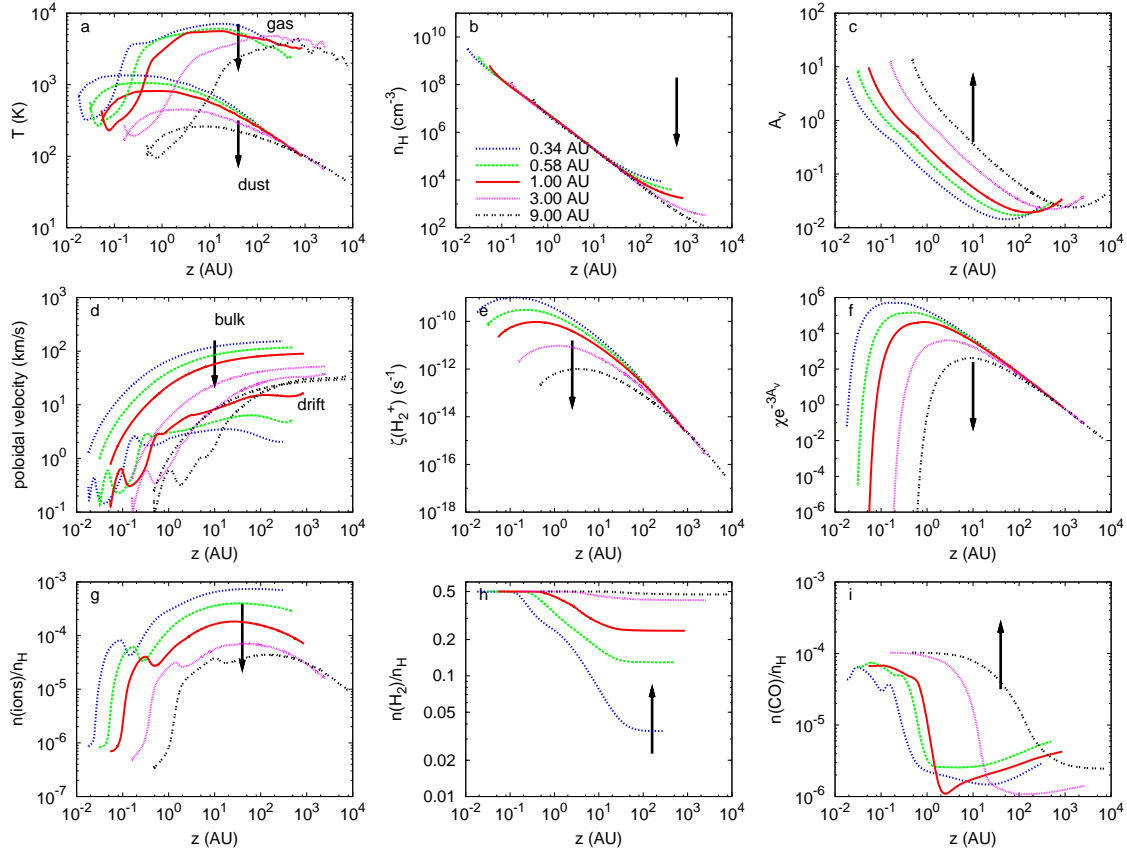 a
gas
dust
T (K)
10^5
10^4
10^3
10^2
10^1
10^-2 10^-1 10^0 10^1 10^2 10^3 10^4
z (AU)
b
n_H (cm^-3)
10^10
10^8
10^6
10^4
10^2
0.34 AU
0.58 AU
1.00 AU
3.00 AU
9.00 AU
10^-2 10^-1 10^0 10^1 10^2 10^3 10^4
z (AU)
c
A_v
10^2
10^1
10^0
10^-1
10^-2
10^-2 10^-1 10^0 10^1 10^2 10^3 10^4
z (AU)
d
bulk
drift
poloidal velocity (km/s)
10^3
10^2
10^1
10^0
10^-1
10^-2 10^-1 10^0 10^1 10^2 10^3 10^4
z (AU)
e
ζ(H_2^+) (s^-1)
10^-10
10^-12
10^-14
10^-16
10^-18
10^-2 10^-1 10^0 10^1 10^2 10^3 10^4
z (AU)
f
χe^-3A_v
10^6
10^4
10^2
10^0
10^-2
10^-4
10^-6
10^-2 10^-1 10^0 10^1 10^2 10^3 10^4
z (AU)
g
n(ions)/n_H
10^-3
10^-4
10^-5
10^-6
10^-7
10^-2 10^-1 10^0 10^1 10^2 10^3 10^4
z (AU)
h
n(H_2)/n_H
0.5
0.2
0.1
0.05
0.01
10^-2 10^-1 10^0 10^1 10^2 10^3 10^4
z (AU)
i
n(CO)/n_H
10^-3
10^-4
10^-5
10^-6
10^-2 10^-1 10^0 10^1 10^2 10^3 10^4
z (AU)